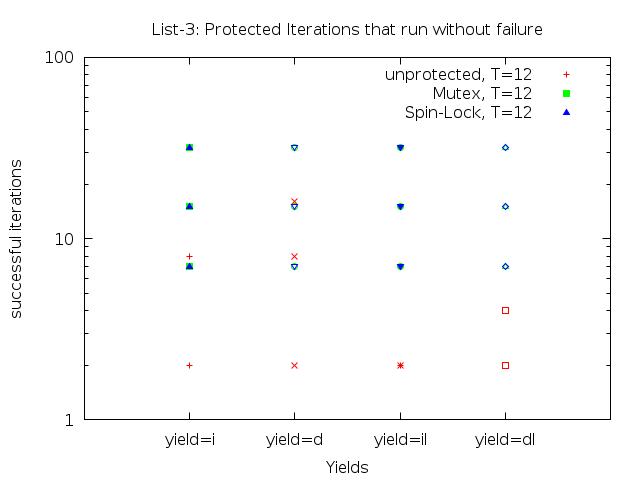 List-3: Protected Iterations that run without failure
100
unprotected, T=12
Mutex, T=12
Spin-Lock, T=12
successful iterations
10
1
yield=i yield=d yield=il yield=dl
Yields